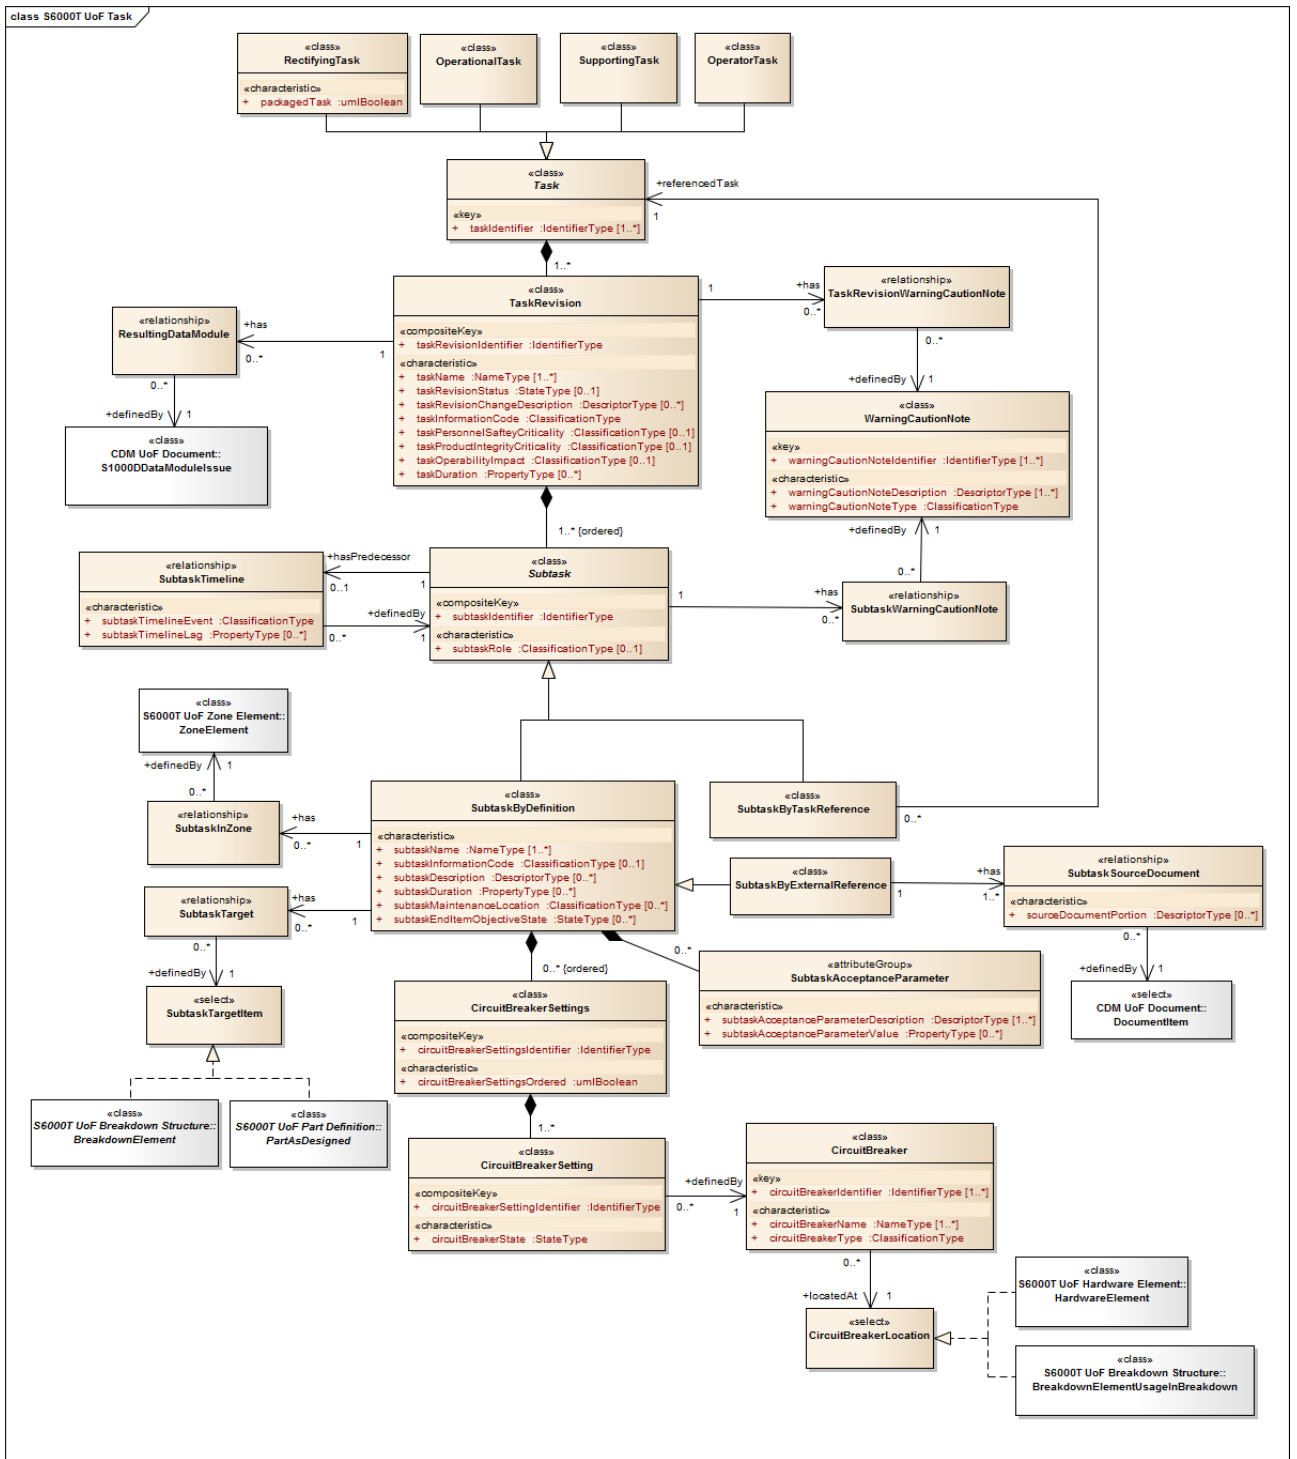 class S6000T UoF Task
«class»
RectifyingTask
«characteristic»
+ packagedTask :umlBoolean
«class»
OperationalTask
«class»
SupportingTask
«class»
OperatorTask
«class»
Task
«key»
+ taskIdentifier :IdentifierType [1..*]
+referencedTask
1
1..*
«class»
TaskRevision
«compositeKey»
+ taskRevisionIdentifier :IdentifierType
«characteristic»
+ taskName :NameType [1..*]
+ taskRevisionStatus :StateType [0..1]
+ taskRevisionChangeDescription :DescriptorType [0..*]
+ taskInformationCode :ClassificationType
+ taskPersonnelSafteyCriticality :ClassificationType [0..1]
+ taskProductIntegrityCriticality :ClassificationType [0..1]
+ taskOperabilityImpact :ClassificationType [0..1]
+ taskDuration :PropertyType [0..*]
1
+has
0..*
«relationship»
TaskRevisionWarningCautionNote
0..*
+definedBy
1
«relationship»
ResultingDataModule
+has
0..*
1
0..*
+definedBy
1
«class»
CDM UoF Document::
S1000DDataModuleIssue
«class»
WarningCautionNote
«key»
+ warningCautionNoteIdentifier :IdentifierType [1..*]
«characteristic»
+ warningCautionNoteDescription :DescriptorType [1..*]
+ warningCautionNoteType :ClassificationType
+definedBy
1
0..*
«relationship»
SubtaskWarningCautionNote
1..* {ordered}
«class»
Subtask
«compositeKey»
+ subtaskIdentifier :IdentifierType
«characteristic»
+ subtaskRole :ClassificationType [0..1]
1
+has
0..*
«relationship»
SubtaskTimeline
«characteristic»
+ subtaskTimelineEvent :ClassificationType
+ subtaskTimelineLag :PropertyType [0..*]
+hasPredecessor
0..1
1
+definedBy
0..*
1
«class»
S6000T UoF Zone Element::
ZoneElement
+definedBy
1
0..*
«relationship»
SubtaskInZone
+has
0..*
1
«class»
SubtaskByDefinition
«characteristic»
+ subtaskName :NameType [1..*]
+ subtaskInformationCode :ClassificationType [0..1]
+ subtaskDescription :DescriptorType [0..*]
+ subtaskDuration :PropertyType [0..*]
+ subtaskMaintenanceLocation :ClassificationType [0..*]
+ subtaskEndItemObjectiveState :StateType [0..*]
«class»
SubtaskByTaskReference
0..*
«class»
SubtaskByExternalReference
1
+has
1..*
«relationship»
SubtaskSourceDocument
«characteristic»
+ sourceDocumentPortion :DescriptorType [0..*]
0..*
+definedBy
1
«select»
CDM UoF Document::
DocumentItem
«relationship»
SubtaskTarget
+has
0..*
1
0..*
+definedBy
1
«select»
SubtaskTargetItem
«class»
S6000T UoF Breakdown Structure::
BreakdownElement
«class»
S6000T UoF Part Definition::
PartAsDesigned
0..*
«attributeGroup»
SubtaskAcceptanceParameter
«characteristic»
+ subtaskAcceptanceParameterDescription :DescriptorType [1..*]
+ subtaskAcceptanceParameterValue :PropertyType [0..*]
0..* {ordered}
«class»
CircuitBreakerSettings
«compositeKey»
+ circuitBreakerSettingsIdentifier :IdentifierType
«characteristic»
+ circuitBreakerSettingsOrdered :umlBoolean
1..*
«class»
CircuitBreakerSetting
«compositeKey»
+ circuitBreakerSettingIdentifier :IdentifierType
«characteristic»
+ circuitBreakerState :StateType
+definedBy
0..*
1
«class»
CircuitBreaker
«key»
+ circuitBreakerIdentifier :IdentifierType [1..*]
«characteristic»
+ circuitBreakerName :NameType [1..*]
+ circuitBreakerType :ClassificationType
0..*
+locatedAt
1
«select»
CircuitBreakerLocation
«class»
S6000T UoF Hardware Element::
HardwareElement
«class»
S6000T UoF Breakdown Structure::
BreakdownElementUsageInBreakdown